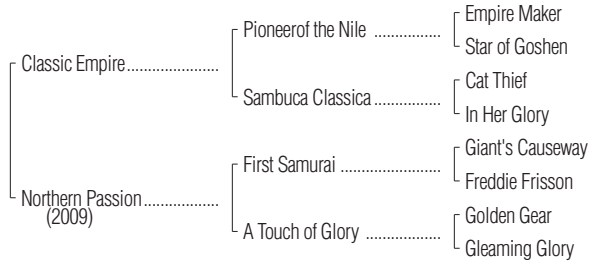 Empire Maker
Pioneerof the Nile ................
Star of Goshen
Classic Empire......................
Cat Thief
Sambuca Classica................
In Her Glory
Giant's Causeway
First Samurai ........................
Freddie Frisson
Northern Passion..................
(2009)
Golden Gear
A Touch of Glory ..................
Gleaming Glory